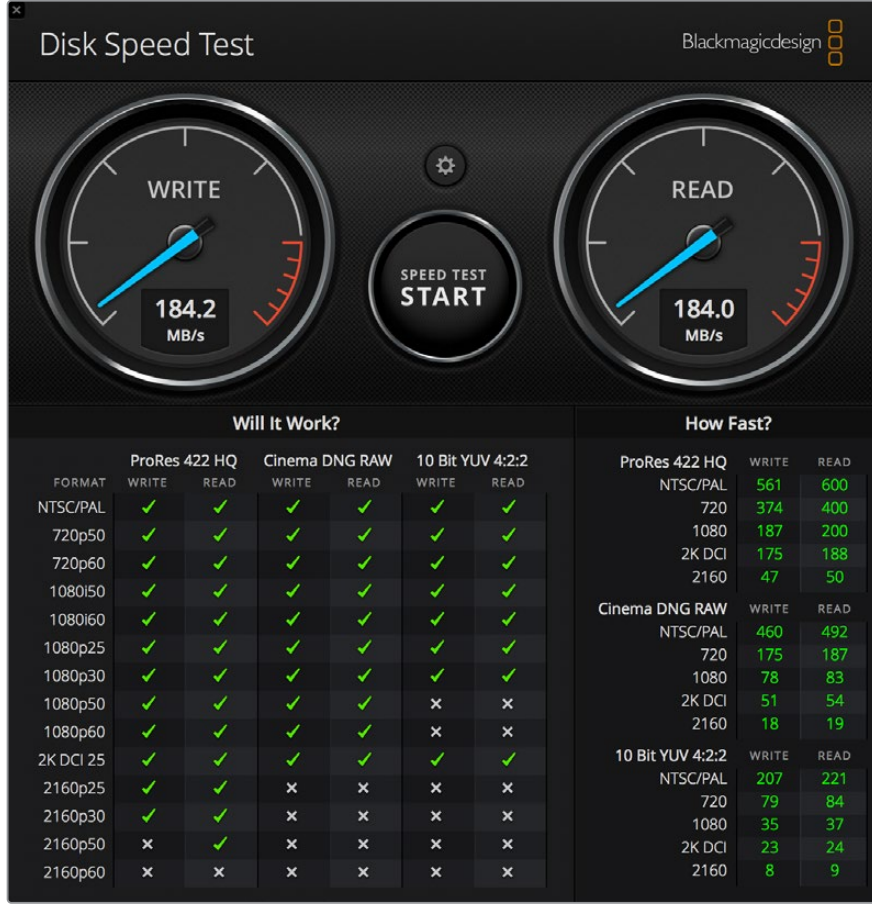 Disk Speed Test
Blackmagicdesign
WRITE
184.2
MB/s
SPEED TEST
START
READ
184.0
MB/s
Will It Work?
ProRes 422 HQ Cinema DNG RAW 10 Bit YUV 4:2:2
FORMAT WRITE READ WRITE READ WRITE READ
NTSC/PAL ✓ ✓ ✓ ✓ ✓ ✓
720p50 ✓ ✓ ✓ ✓ ✓ ✓
720p60 ✓ ✓ ✓ ✓ ✓ ✓
1080i50 ✓ ✓ ✓ ✓ ✓ ✓
1080i60 ✓ ✓ ✓ ✓ ✓ ✓
1080p25 ✓ ✓ ✓ ✓ ✓ ✓
1080p30 ✓ ✓ ✓ ✓ ✓ ✓
1080p50 ✓ ✓ ✓ ✓ × ×
1080p60 ✓ ✓ ✓ ✓ × ×
2K DCI 25 ✓ ✓ ✓ ✓ ✓ ✓
2160p25 ✓ ✓ × × × ×
2160p30 ✓ ✓ × × × ×
2160p50 × ✓ × × × ×
2160p60 × × × × × ×
How Fast?
ProRes 422 HQ WRITE READ
NTSC/PAL 561 600
720 374 400
1080 187 200
2K DCI 175 188
2160 47 50
Cinema DNG RAW WRITE READ
NTSC/PAL 460 492
720 175 187
1080 78 83
2K DCI 51 54
2160 18 19
10 Bit YUV 4:2:2 WRITE READ
NTSC/PAL 207 221
720 79 84
1080 35 37
2K DCI 23 24
2160 8 9